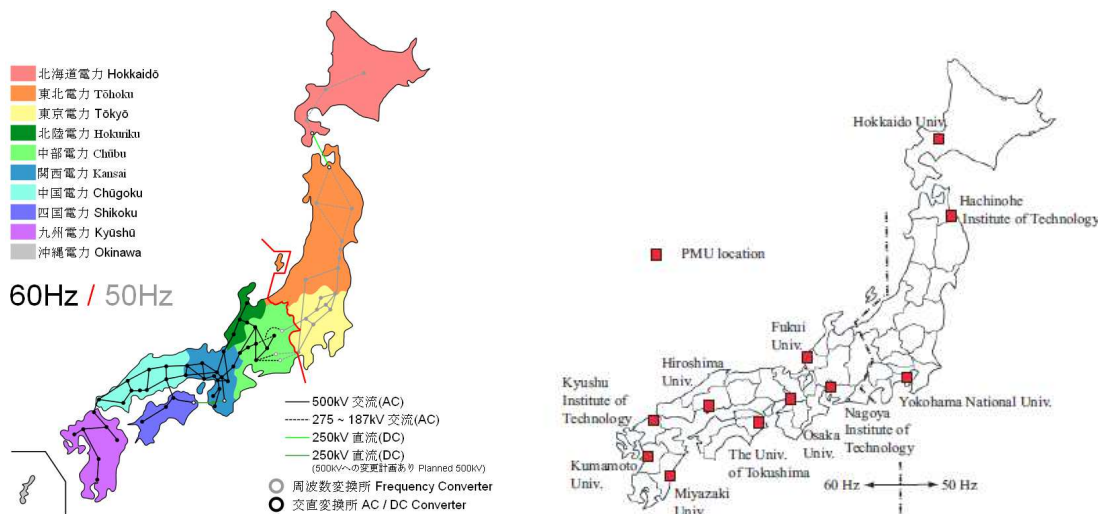 北海道電力 Hokkaidō
東北電力 Tōhoku
東京電力 Tōkyō
北陸電力 Hokuriku
中部電力 Chūbu
関西電力 Kansai
中国電力 Chūgoku
四国電力 Shikoku
九州電力 Kyūshū
沖縄電力 Okinawa
60Hz / 50Hz
500kV 交流(AC)
275 ~ 187kV 交流(AC)
250kV 直流(DC)
250kV 直流(DC)
(500kVへの変更計画あり Planned 500kV)
周波数変換所 Frequency Converter
交直変換所 AC / DC Converter
Hokkaido Univ.
Hachinohe
Institute of Technology
PMU location
Fukui
Univ.
Hiroshima
Univ.
Kyushu
Institute of
Technology
Yokohama National Univ.
Nagoya
Institute of
Technology
Osaka
Univ.
The Univ.
of Tokushima
Kumamoto
Univ.
Miyazaki
Univ.
60 Hz
50 Hz